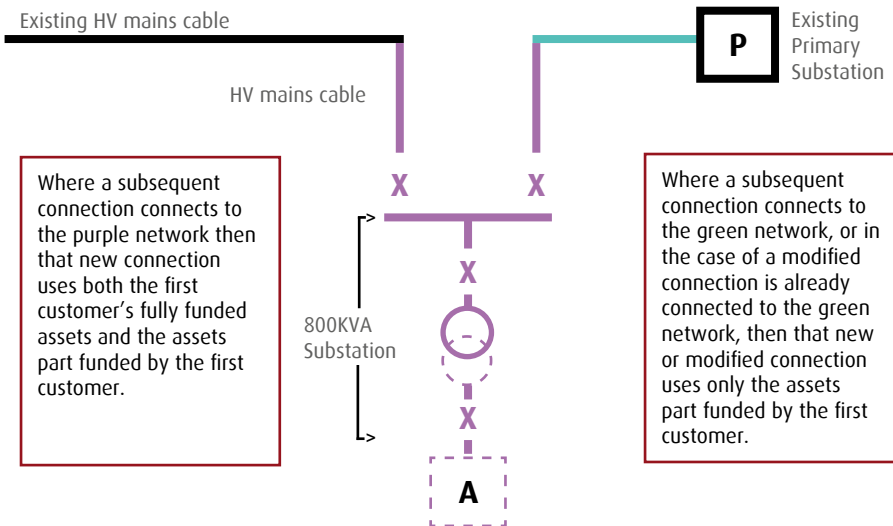 Existing HV mains cable
P
Existing
Primary
Substation
HV mains cable
Where a subsequent
connection connects to
the purple network then
that new connection
uses both the first
customer's fully funded
assets and the assets
part funded by the first
customer.
X
X
Where a subsequent
connection connects to
the green network, or in
the case of a modified
connection is already
connected to the green
network, then that new
or modified connection
uses only the assets
part funded by the first
customer.
X
800KVA
Substation
X
A